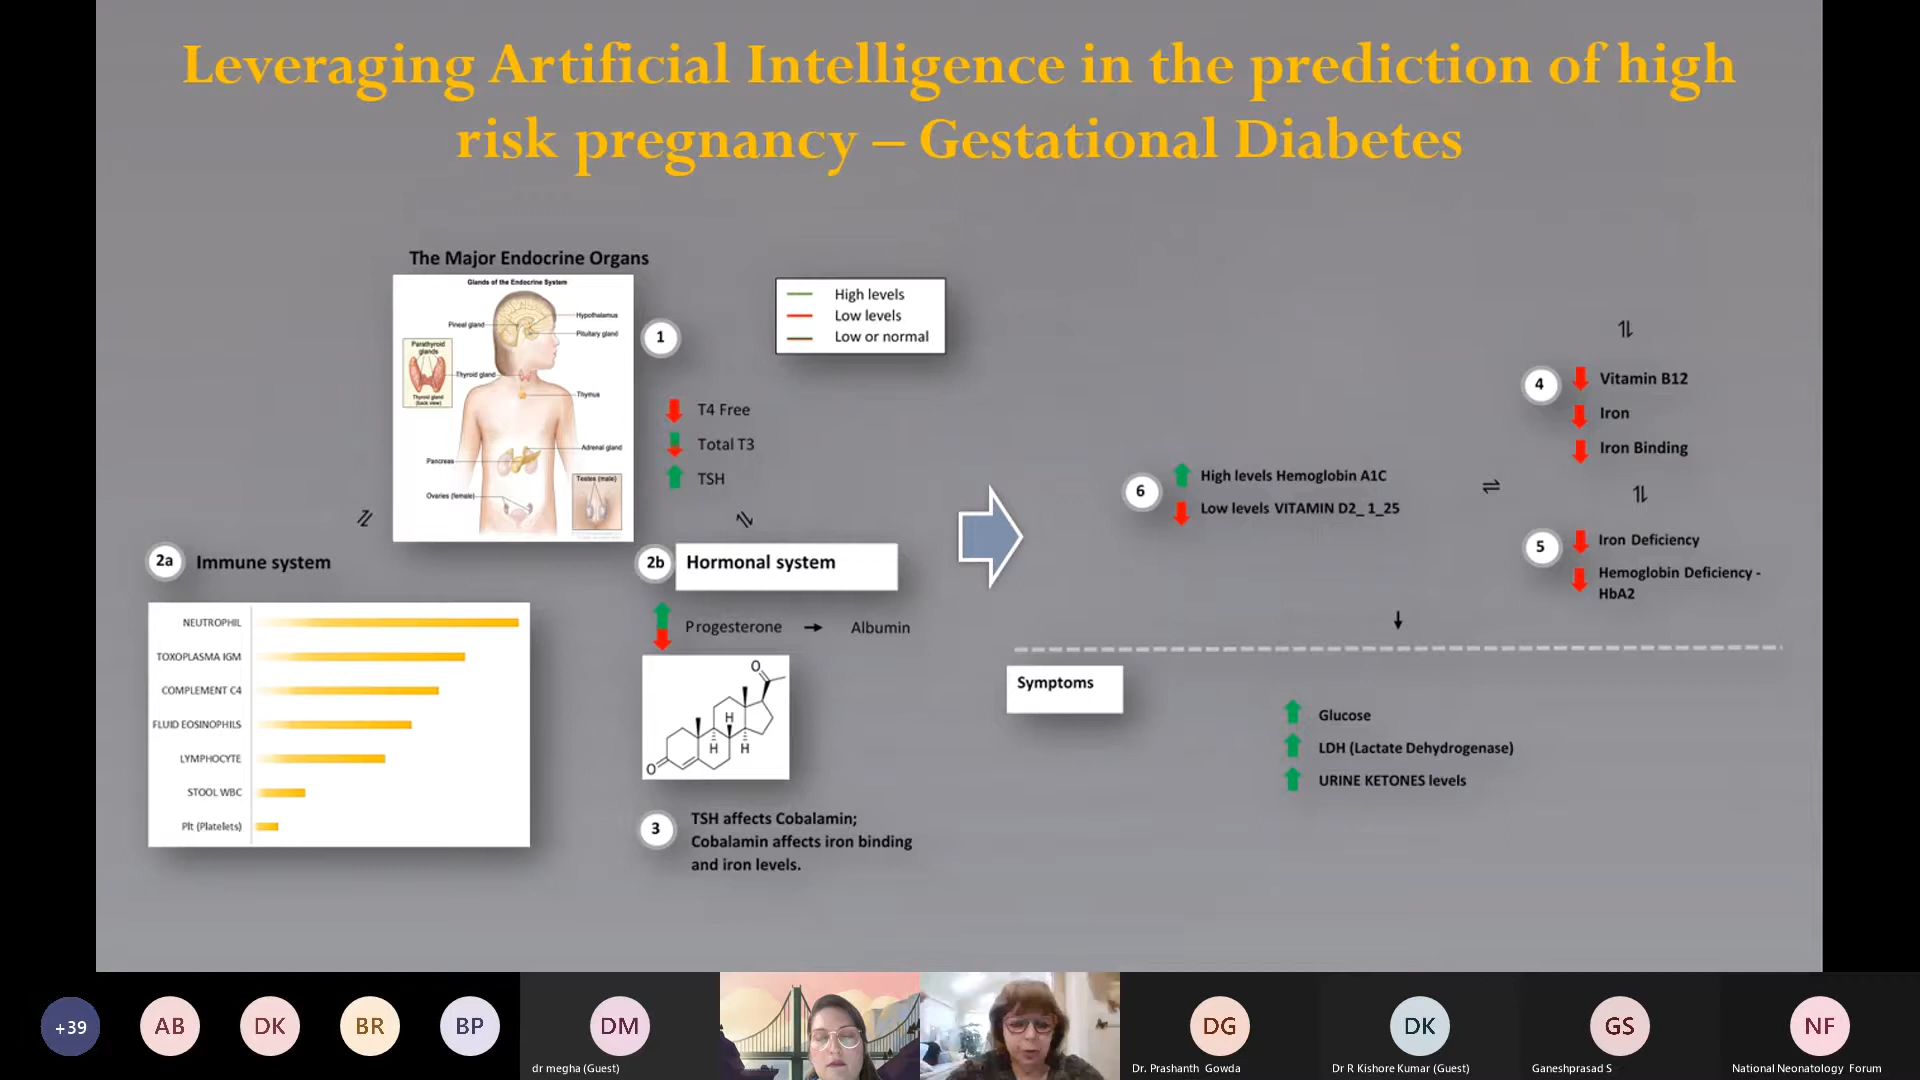 Leveraging Artificial Intelligence in the prediction of high
risk pregnancy – Gestational Diabetes
The Major Endocrine Organs
Glands of the Endocrine System
Pineal gland
Hypothalamus
Pituitary gland
Parathyroid
glands
Thyroid gland
(back view)
Thyroid gland
Thymus
Adrenal gland
Pancreas
Ovaries (female)
Testes (male)
1
T4 Free
Total T3
TSH
High levels
Low levels
Low or normal
2a
Immune system
NEUTROPHIL
TOXOPLASMA IGM
COMPLEMENT C4
FLUID EOSINOPHILS
LYMPHOCYTE
STOOL WBC
Plt (Platelets)
2b
Hormonal system
Progesterone
Albumin
O
H
H
H
O
3
TSH affects Cobalamin;
Cobalamin affects iron binding
and iron levels.
4
Vitamin B12
Iron
Iron Binding
5
Iron Deficiency
Hemoglobin Deficiency -
HbA2
6
High levels Hemoglobin A1C
Low levels VITAMIN D2_ 1_25
Symptoms
Glucose
LDH (Lactate Dehydrogenase)
URINE KETONES levels
+39
AB
DK
BR
BP
DM
dr megha (Guest)
DG
Dr. Prashanth Gowda
DK
Dr R Kishore Kumar (Guest)
GS
Ganeshprasad S
NF
National Neonatology Forum